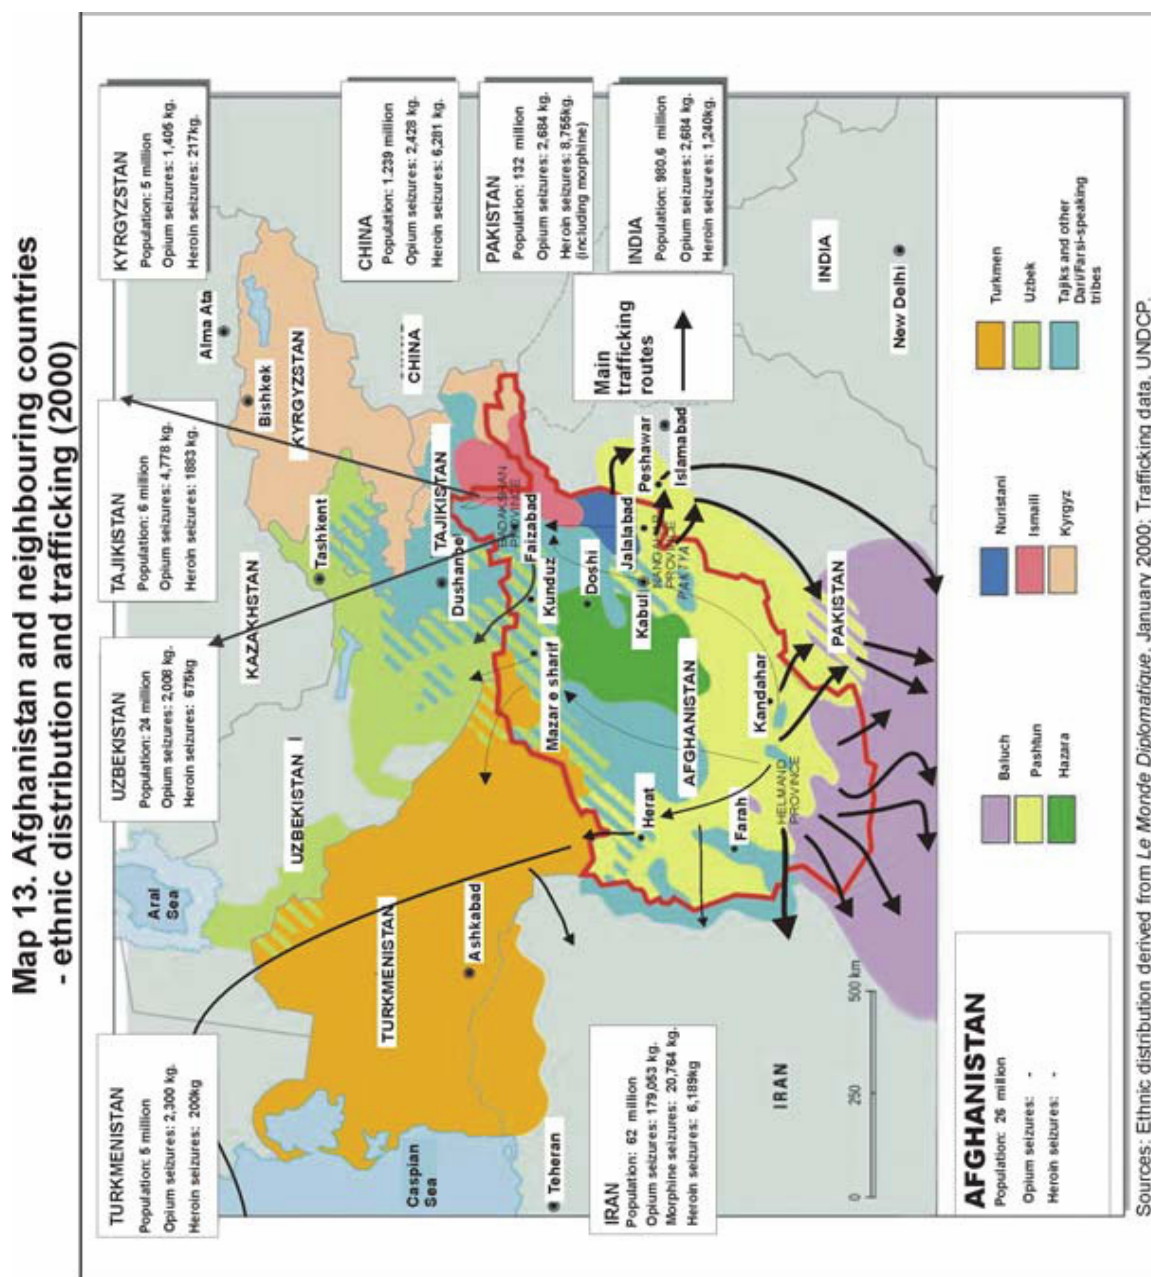 Map 13. Afghanistan and neighbouring countries
- ethnic distribution and trafficking (2000)
TURKMENISTAN
Population: 5 million
Opium seizures: 2,300 kg.
Heroin seizures: 200kg
UZBEKISTAN
Population: 24 million
Opium seizures: 2,008 kg.
Heroin seizures: 675kg
TAJIKISTAN
Population: 6 million
Opium seizures: 4,778 kg.
Heroin seizures: 1883 kg.
KYRGYZSTAN
Population: 5 million
Opium seizures: 1,405 kg.
Heroin seizures: 217kg.
CHINA
Population: 1.239 million
Opium seizures: 2,428 kg.
Heroin seizures: 6,281 kg
PAKISTAN
Population: 132 million
Opium seizures: 2,684 kg.
Heroin seizures: 8,755kg.
(including morphine)
INDIA
Population: 980.6 million
Opium seizures: 2,684 kg.
Heroin seizures: 1,240kg.
Main
trafficking
routes
IRAN
Population: 62 million
Opium seizures: 179,053 kg.
Morphine seizures: 20,764 kg.
Heroin seizures: 6,189kg
Aral
Sea
Caspian
Sea
KAZAKHSTAN
UZBEKISTAN
TURKMENISTAN
KYRGYZSTAN
TAJIKISTAN
CHINA
AFGHANISTAN
PAKISTAN
INDIA
IRAN
Alma Ata
Bishkek
Tashkent
Dushanbe
Ashkabad
Teheran
BADAKSHAN
PROVINCE
Faizabad
Kunduz
Mazar e sharif
Doshi
Kabul
Jalalabad
Peshawar
Islamabad
NANGAHAR
PROVINCE
PAKTYA
Herat
Farah
Kandahar
HELMAND
PROVINCE
New Delhi
0 250 500 km
AFGHANISTAN
Population: 26 million
Opium seizures: -
Heroin seizures: -
Baluch
Pashtun
Hazara
Nuristani
Ismaili
Kyrgyz
Turkmen
Uzbek
Tajiks and other
Dari/Farsi-speaking
tribes
Sources: Ethnic distribution derived from Le Monde Diplomatique, January 2000: Trafficking data, UNDCP.